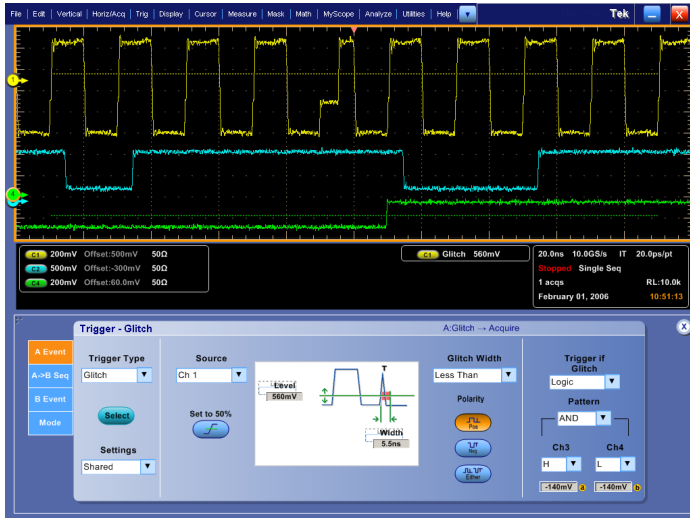 File | Edit | Vertical | Horiz/Acq | Trig | Display | Cursor | Measure | Mask | Math | MyScope | Analyze | Utilities | Help | Tek X
T
1
4
C1 200mV Offset:500mV 50Ω
C2 500mV Offset:-300mV 50Ω
C4 200mV Offset:60.0mV 50Ω
C1 Glitch 560mV
20.0ns 10.0GS/s IT 20.0ps/pt
Stopped Single Seq
1 acqs RL:10.0k
February 01, 2006 10:51:13
Trigger - Glitch
A:Glitch → Acquire
X
A Event
A->B Seq
B Event
Mode
Trigger Type
Glitch
Select
Settings
Shared
Source
Ch 1
Set to 50%
Level
560mV
T
Width
5.5ns
Glitch Width
Less Than
Polarity
Pos
Neg
Either
Trigger if
Glitch
Logic
Pattern
AND
Ch3 Ch4
H L
-140mV a -140mV b